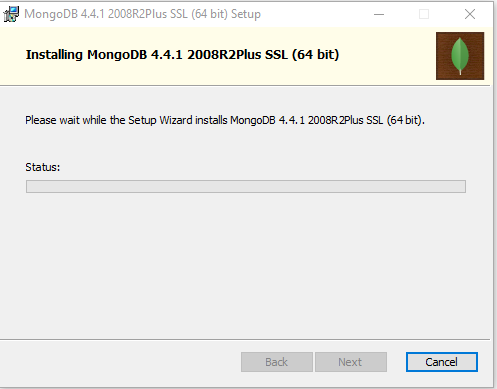 MongoDB 4.4.1 2008R2Plus SSL (64 bit) Setup
Installing MongoDB 4.4.1 2008R2Plus SSL (64 bit)
Please wait while the Setup Wizard installs MongoDB 4.4.1 2008R2Plus SSL (64 bit).
Status:
Back Next Cancel